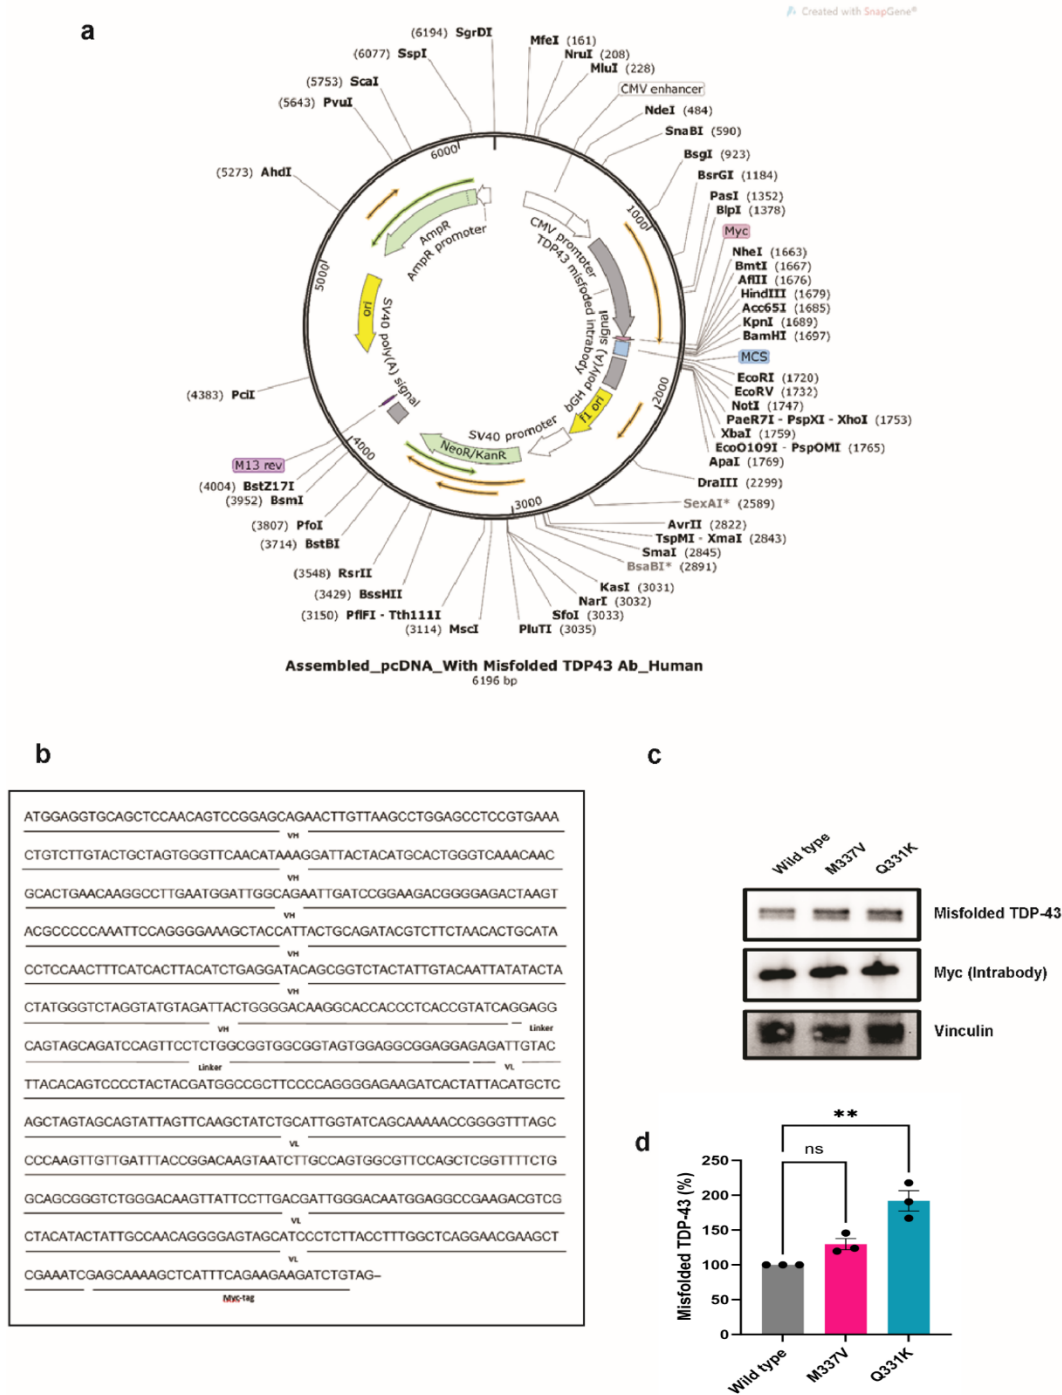 Created with SnapGene®
a
(6194) SgrDI
(6077) SspI
(5753) ScaI
(5643) PvuI
(5273) AhdI
(4383) PciI
M13 rev
(4004) BstZ17I
(3952) BsmI
(3807) PfoI
(3714) BstBI
(3548) RsrII
(3429) BssHII
(3150) PflFI - Tth111I
(3114) MscI
MfeI (161)
NruI (208)
MluI (228)
CMV enhancer
NdeI (484)
SnaBI (590)
BsgI (923)
BsrGI (1184)
PasI (1352)
BlpI (1378)
Myc
NheI (1663)
BmtI (1667)
AflII (1676)
HindIII (1679)
Acc65I (1685)
KpnI (1689)
BamHI (1697)
MCS
EcoRI (1720)
EcoRV (1732)
NotI (1747)
PaeR7I - PspXI - XhoI (1753)
XbaI (1759)
EcoO109I - PspOMI (1765)
ApaI (1769)
DraIII (2299)
SexAI* (2589)
AvrII (2822)
TspMI - XmaI (2843)
SmaI (2845)
BsaBI* (2891)
KasI (3031)
NarI (3032)
SfoI (3033)
PluTI (3035)
1000
2000
3000
4000
5000
6000
CMV promoter
TDP43 misfoded intrabody
bGH poly(A) signal
f1 ori
SV40 promoter
NeoR/KanR
SV40 poly(A) signal
ori
AmpR
AmpR promoter
Assembled_pcDNA_With Misfolded TDP43 Ab_Human
6196 bp
b
ATGGAGGTGCAGCTCCAACAGTCCGGAGCAGAACTTGTTAAGCCTGGAGCCTCCGTGAAA
VH
CTGTCTTGTACTGCTAGTGGGTTCAACATAAAGGATTACTACATGCACTGGGTCAAACAAC
VH
GCACTGAACAAGGCCTTGAATGGATTGGCAGAATTGATCCGGAAGACGGGGAGACTAAGT
VH
ACGCCCCCAAATTCCAGGGGAAAGCTACCATTACTGCAGATACGTCTTCTAACACTGCATA
VH
CCTCCAACTTTCATCACTTACATCTGAGGATACAGCGGTCTACTATTGTACAATTATATACTA
VH
CTATGGGTCTAGGTATGTAGATTACTGGGGACAAGGCACCACCCTCACCGTATCAGGAGG
VH Linker
CAGTAGCAGATCCAGTTCCTCTGGCGGTGGCGGTAGTGGAGGCGGAGGAGAGATTGTAC
Linker VL
TTACACAGTCCCCTACTACGATGGCCGCTTCCCCAGGGGAGAAGATCACTATTACATGCTC
AGCTAGTAGCAGTATTAGTTCAAGCTATCTGCATTGGTATCAGCAAAAACCGGGGTTTAGC
VL
CCCAAGTTGTTGATTTACCGGACAAGTAATCTTGCCAGTGGCGTTCCAGCTCGGTTTTCTG
GCAGCGGGTCTGGGACAAGTTATTCCTTGACGATTGGGACAATGGAGGCCGAAGACGTCG
VL
CTACATACTATTGCCAACAGGGGAGTAGCATCCCTCTTACCTTTGGCTCAGGAACGAAGCT
VL
CGAAATCGAGCAAAAGCTCATTTCAGAAGAAGATCTGTAG–
Myc-tag
c
Wild type
M337V
Q331K
Misfolded TDP-43
Myc (Intrabody)
Vinculin
d
**
ns
Misfolded TDP-43 (%)
250
200
150
100
50
0
Wild type
M337V
Q331K